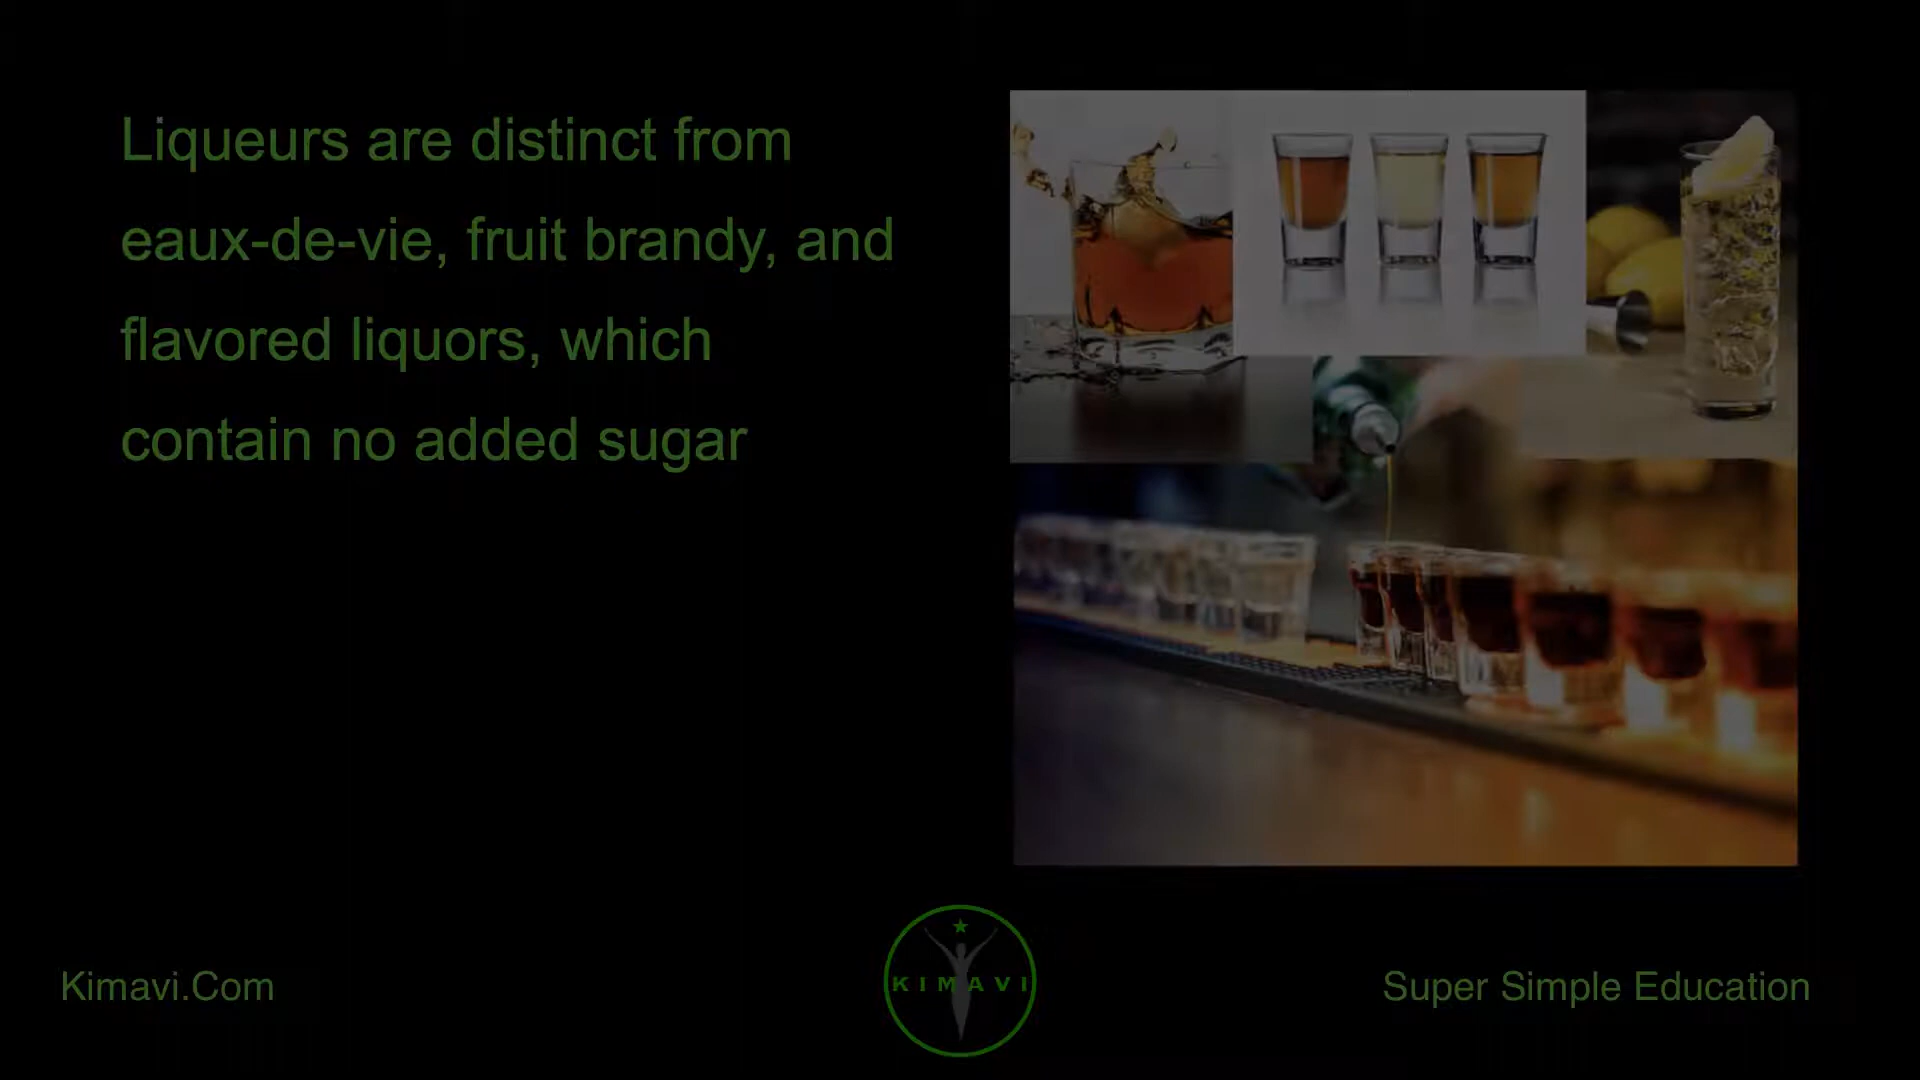 Liqueurs are distinct from
eaux-de-vie, fruit brandy, and
flavored liquors, which
contain no added sugar
Kimavi.Com
KIMAVI
Super Simple Education